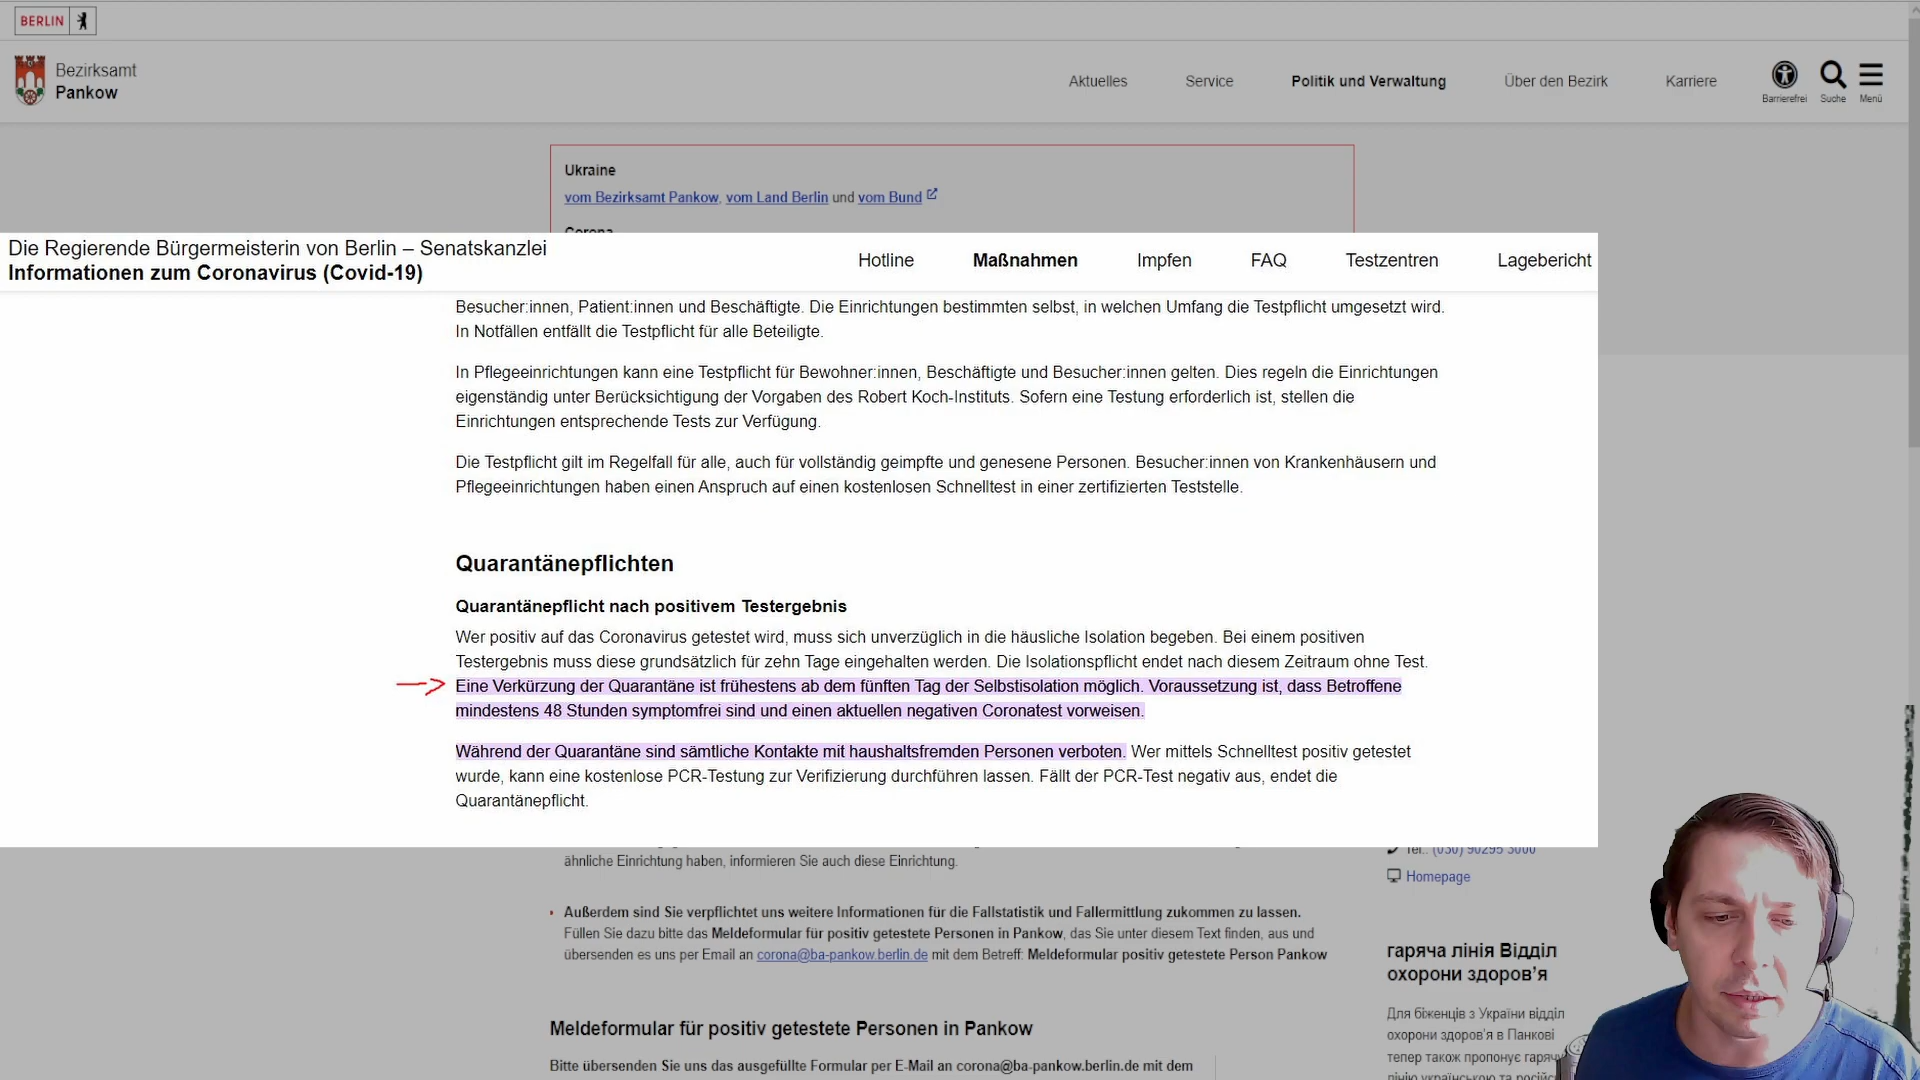 BERLIN
Bezirksamt
Pankow
Aktuelles
Service
Politik und Verwaltung
Über den Bezirk
Karriere
Barrierefrei
Suche
Menü
Ukraine
vom Bezirksamt Pankow, vom Land Berlin und vom Bund
Corona
Die Regierende Bürgermeisterin von Berlin – Senatskanzlei
Informationen zum Coronavirus (Covid-19)
Hotline
Maßnahmen
Impfen
FAQ
Testzentren
Lagebericht
Besucher:innen, Patient:innen und Beschäftigte. Die Einrichtungen bestimmten selbst, in welchen Umfang die Testpflicht umgesetzt wird.
In Notfällen entfällt die Testpflicht für alle Beteiligte.
In Pflegeeinrichtungen kann eine Testpflicht für Bewohner:innen, Beschäftigte und Besucher:innen gelten. Dies regeln die Einrichtungen
eigenständig unter Berücksichtigung der Vorgaben des Robert Koch-Instituts. Sofern eine Testung erforderlich ist, stellen die
Einrichtungen entsprechende Tests zur Verfügung.
Die Testpflicht gilt im Regelfall für alle, auch für vollständig geimpfte und genesene Personen. Besucher:innen von Krankenhäusern und
Pflegeeinrichtungen haben einen Anspruch auf einen kostenlosen Schnelltest in einer zertifizierten Teststelle.
Quarantänepflichten
Quarantänepflicht nach positivem Testergebnis
Wer positiv auf das Coronavirus getestet wird, muss sich unverzüglich in die häusliche Isolation begeben. Bei einem positiven
Testergebnis muss diese grundsätzlich für zehn Tage eingehalten werden. Die Isolationspflicht endet nach diesem Zeitraum ohne Test.
Eine Verkürzung der Quarantäne ist frühestens ab dem fünften Tag der Selbstisolation möglich. Voraussetzung ist, dass Betroffene
mindestens 48 Stunden symptomfrei sind und einen aktuellen negativen Coronatest vorweisen.
Während der Quarantäne sind sämtliche Kontakte mit haushaltsfremden Personen verboten. Wer mittels Schnelltest positiv getestet
wurde, kann eine kostenlose PCR-Testung zur Verifizierung durchführen lassen. Fällt der PCR-Test negativ aus, endet die
Quarantänepflicht.
ähnliche Einrichtung haben, informieren Sie auch diese Einrichtung.
Außerdem sind Sie verpflichtet uns weitere Informationen für die Fallstatistik und Fallermittlung zukommen zu lassen.
Füllen Sie dazu bitte das Meldeformular für positiv getestete Personen in Pankow, das Sie unter diesem Text finden, aus und
übersenden es uns per Email an corona@ba-pankow.berlin.de mit dem Betreff: Meldeformular positiv getestete Person Pankow
Meldeformular für positiv getestete Personen in Pankow
Bitte übersenden Sie uns das ausgefüllte Formular per E-Mail an corona@ba-pankow.berlin.de mit dem
Tel.: (030) 90295 3000
Homepage
гаряча лінія Відділ
охорони здоров’я
Для біженців з України відділ
охорони здоров’я в Панкові
тепер також пропонує гарячу
лінію українською та